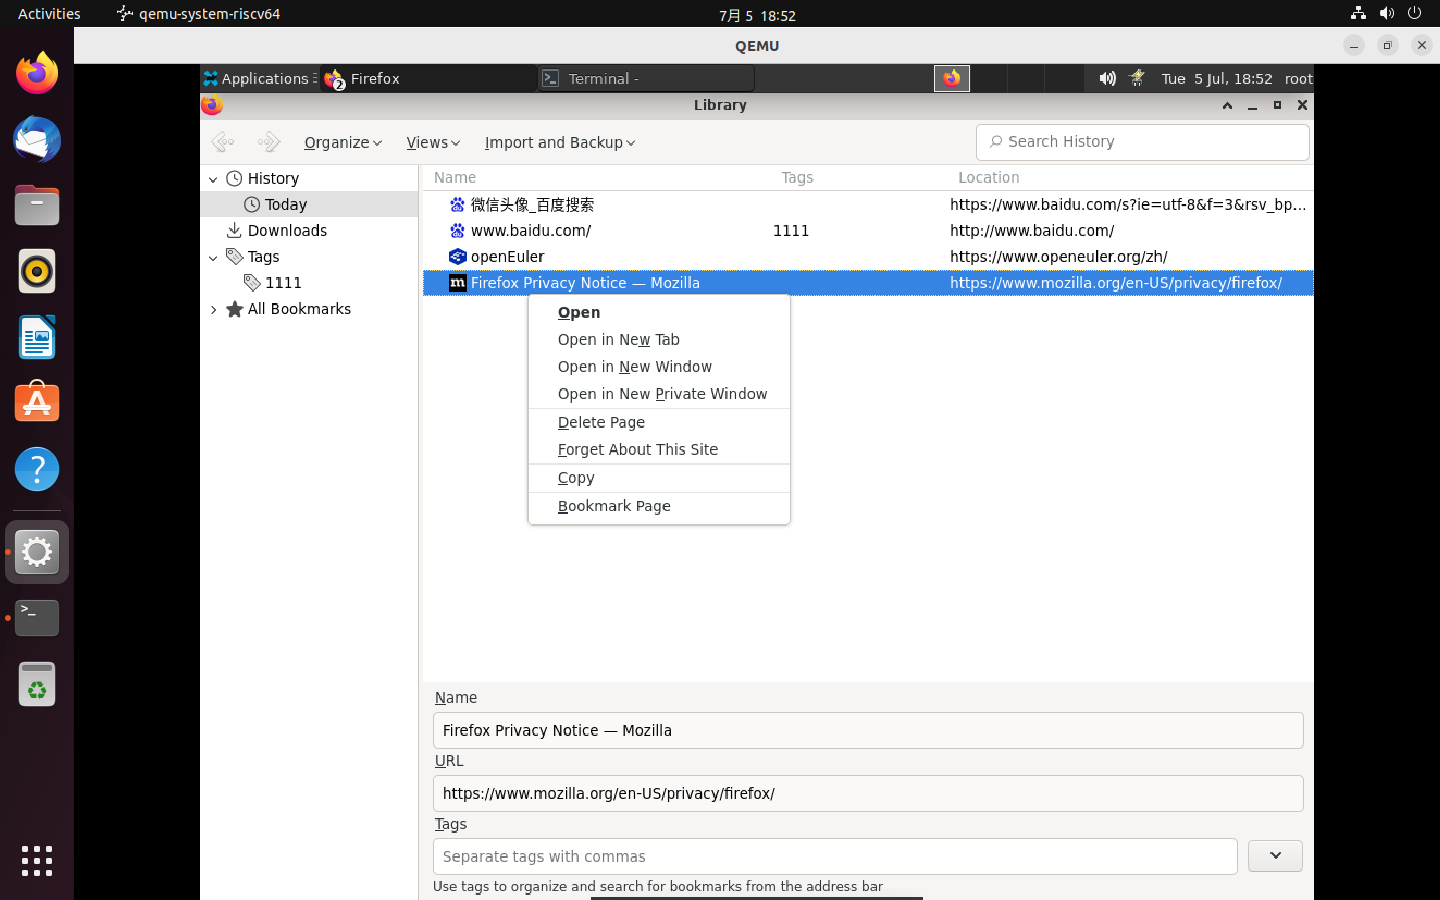 Activities qemu-system-riscv64 7月 5 18:52
QEMU
Applications Firefox Terminal - Tue 5 Jul, 18:52 root
2
Library
Organize Views Import and Backup Search History
History
Today
Downloads
Tags
1111
All Bookmarks
Name Tags Location
微信头像_百度搜索 https://www.baidu.com/s?ie=utf-8&f=3&rsv_bp...
www.baidu.com/ 1111 http://www.baidu.com/
openEuler https://www.openeuler.org/zh/
m Firefox Privacy Notice — Mozilla https://www.mozilla.org/en-US/privacy/firefox/
Open
Open in New Tab
Open in New Window
Open in New Private Window
Delete Page
Forget About This Site
Copy
Bookmark Page
Name
Firefox Privacy Notice — Mozilla
URL
https://www.mozilla.org/en-US/privacy/firefox/
Tags
Separate tags with commas
Use tags to organize and search for bookmarks from the address bar